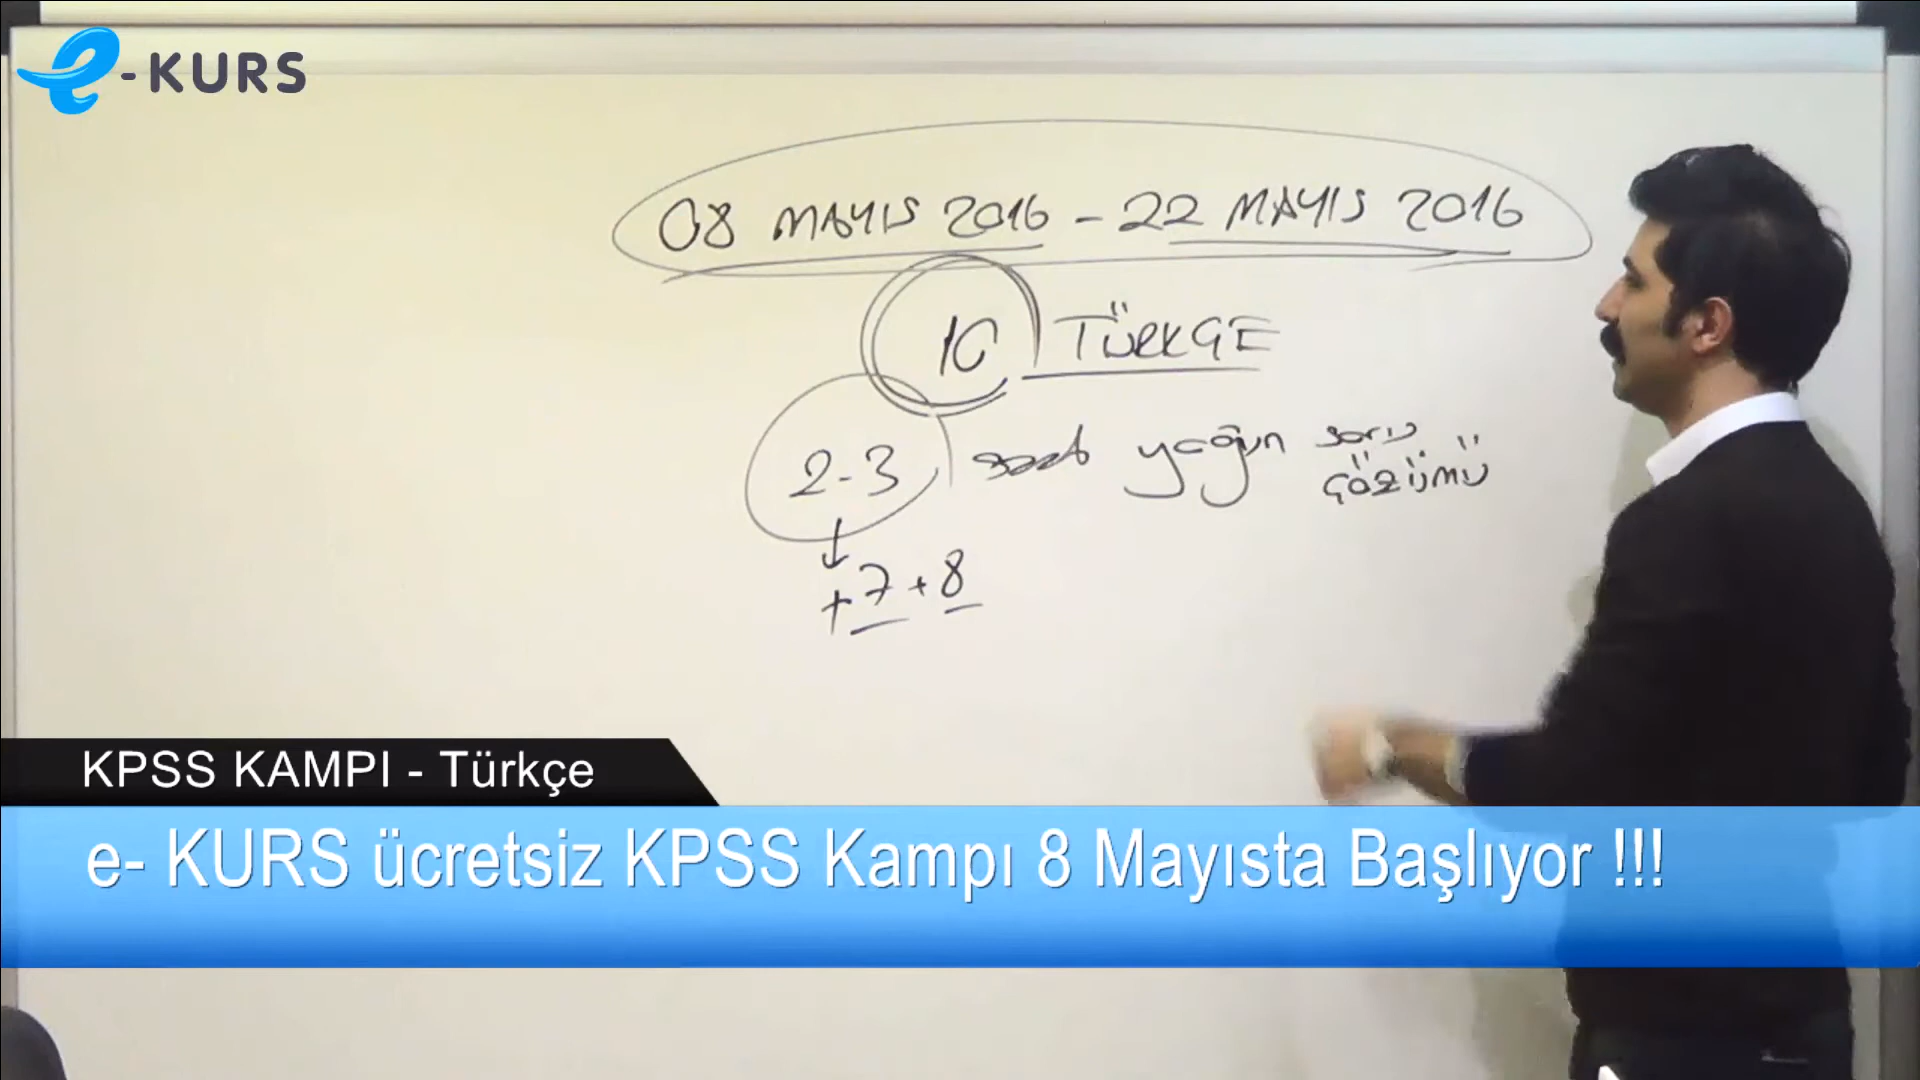 e-KURS
08 MAYIS 2016 - 22 MAYIS 2016
10 TÜRKÇE
2-3 saat yoğun soru
çözümü
+7+8
KPSS KAMPI - Türkçe
e- KURS ücretsiz KPSS Kampı 8 Mayısta Başlıyor !!!